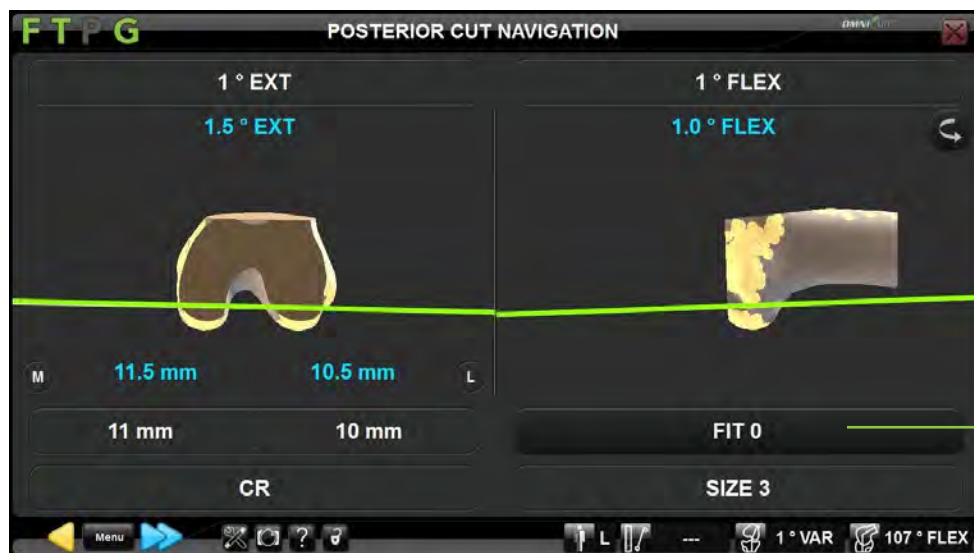 F T P G
POSTERIOR CUT NAVIGATION
1 ° EXT
1 ° FLEX
1.5 ° EXT
1.0 ° FLEX
M
11.5 mm
10.5 mm
L
11 mm
10 mm
FIT 0
CR
SIZE 3
Menu
?
L
---
1 ° VAR
107 ° FLEX